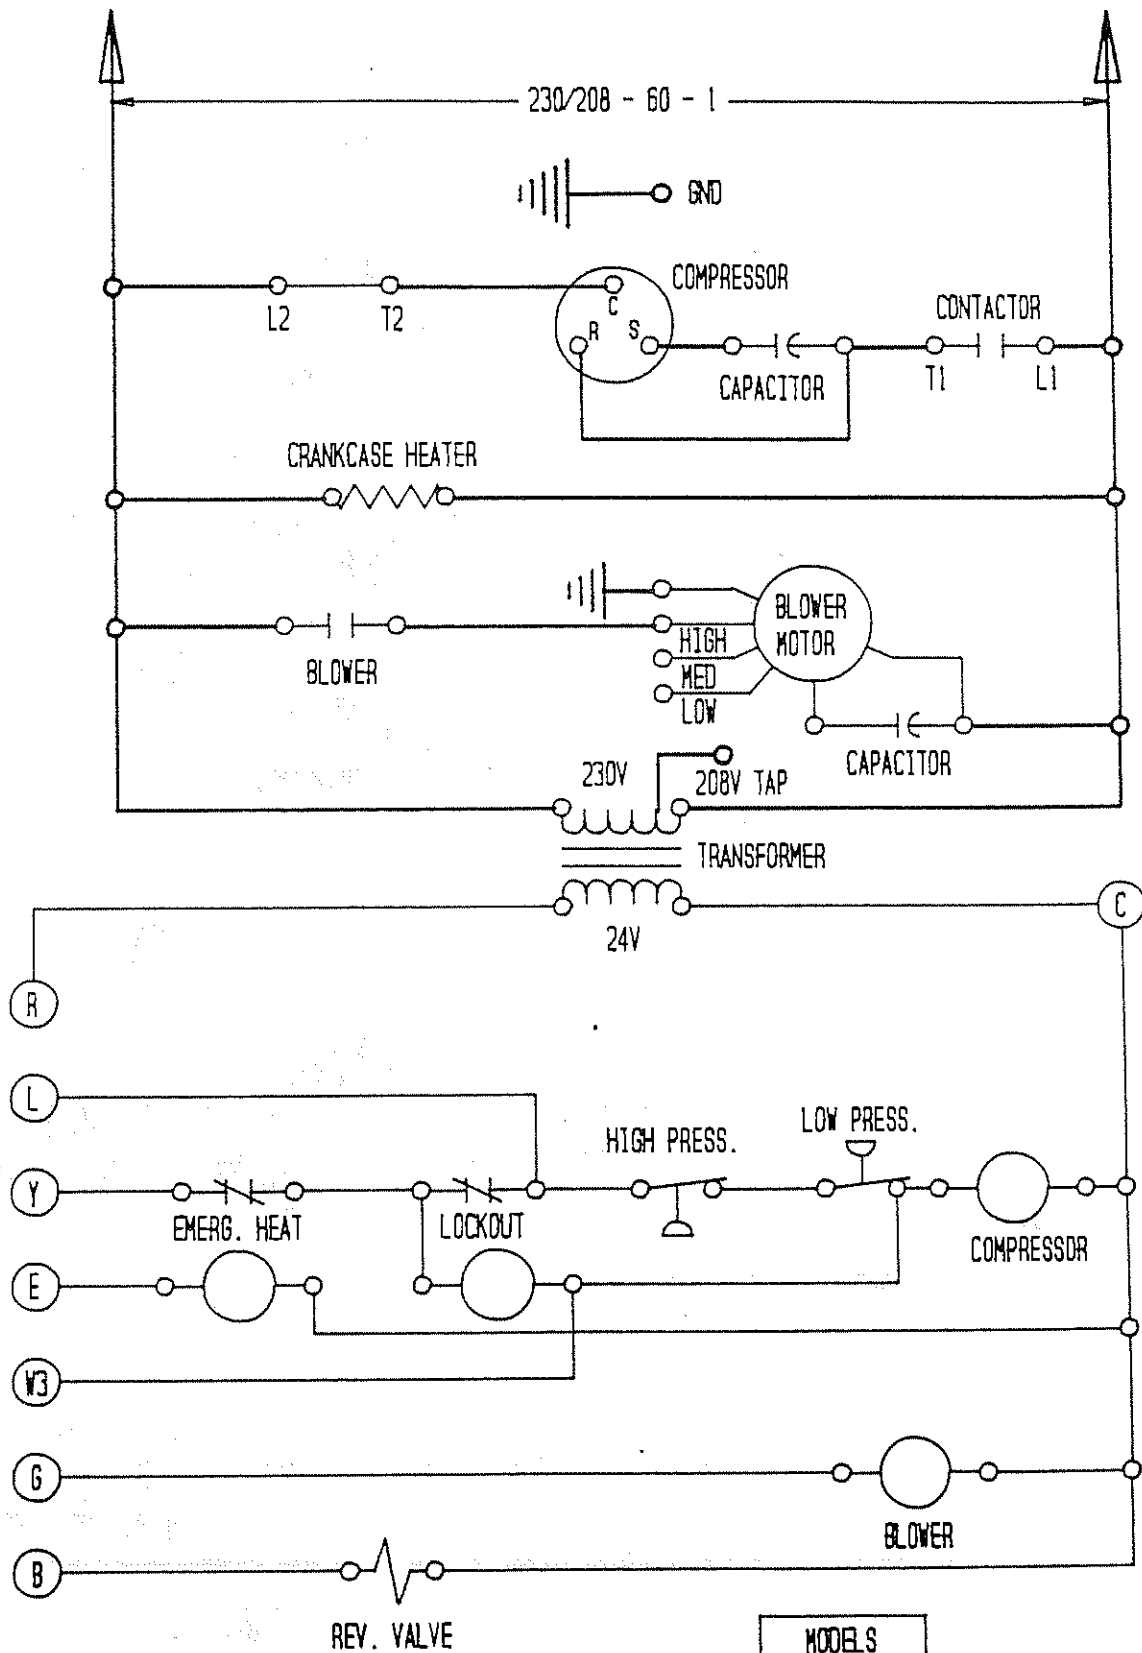 230/208 - 60 - 1
GND
COMPRESSOR
C
R S
L2 T2
CONTACTOR
CAPACITOR
T1 L1
CRANKCASE HEATER
BLOWER
MOTOR
HIGH
MED
LOW
BLOWER
CAPACITOR
230V
208V TAP
TRANSFORMER
24V
C
R
L
HIGH PRESS.
LOW PRESS.
Y
EMERG. HEAT
LOCKOUT
COMPRESSOR
E
W3
G
BLOWER
B
REV. VALVE
MODELS